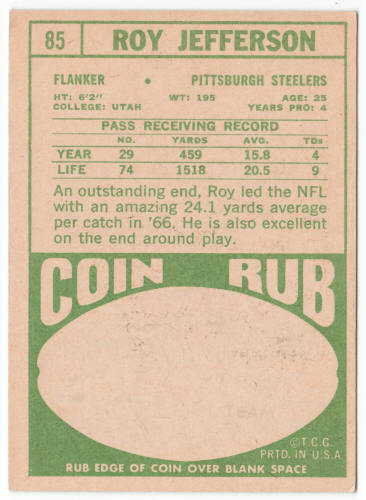 85 ROY JEFFERSON
FLANKER • PITTSBURGH STEELERS
HT: 6'2" WT: 195 AGE: 25
COLLEGE: UTAH YEARS PRO: 4
PASS RECEIVING RECORD
NO. YARDS AVG. TDs
YEAR 29 459 15.8 4
LIFE 74 1518 20.5 9
An outstanding end, Roy led the NFL
with an amazing 24.1 yards average
per catch in '66. He is also excellent
on the end around play.
COIN RUB
TEAM
©T.C.G.
PRTD. IN U.S.A.
RUB EDGE OF COIN OVER BLANK SPACE